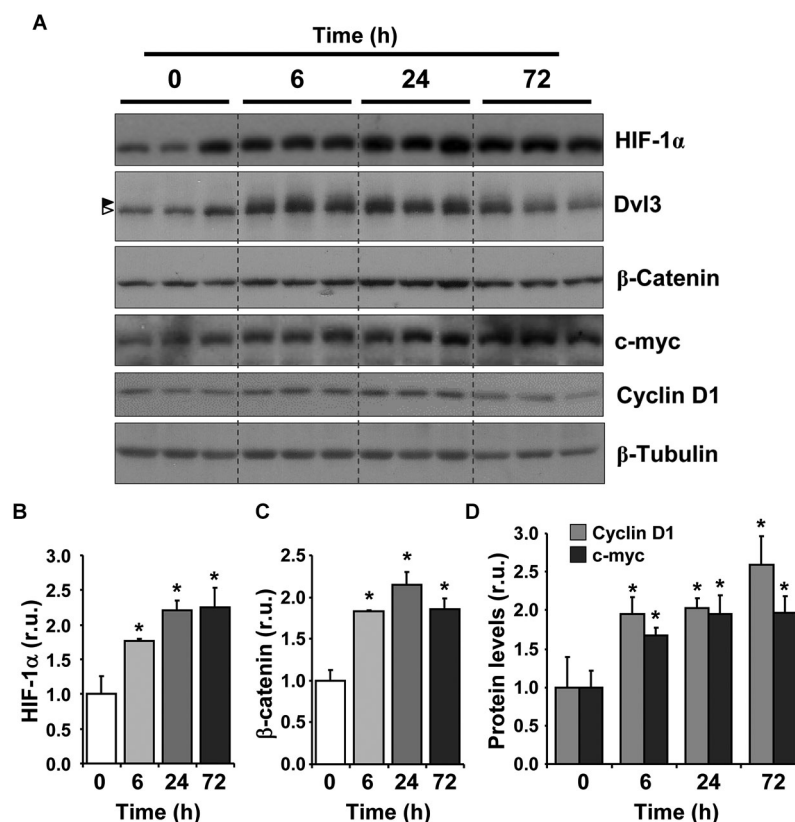 A
Time (h)
0 6 24 72
HIF-1α
Dvl3
β-Catenin
c-myc
Cyclin D1
β-Tubulin
B
HIF-1α (r.u.)
3.0
2.5
2.0
1.5
1.0
0.5
0.0
* * *
0 6 24 72
Time (h)
C
β-catenin (r.u.)
2.5
2.0
1.5
1.0
0.5
0.0
* * *
0 6 24 72
Time (h)
D
Cyclin D1
c-myc
Protein levels (r.u.)
3.0
2.5
2.0
1.5
1.0
0.5
0.0
* * * * * *
0 6 24 72
Time (h)